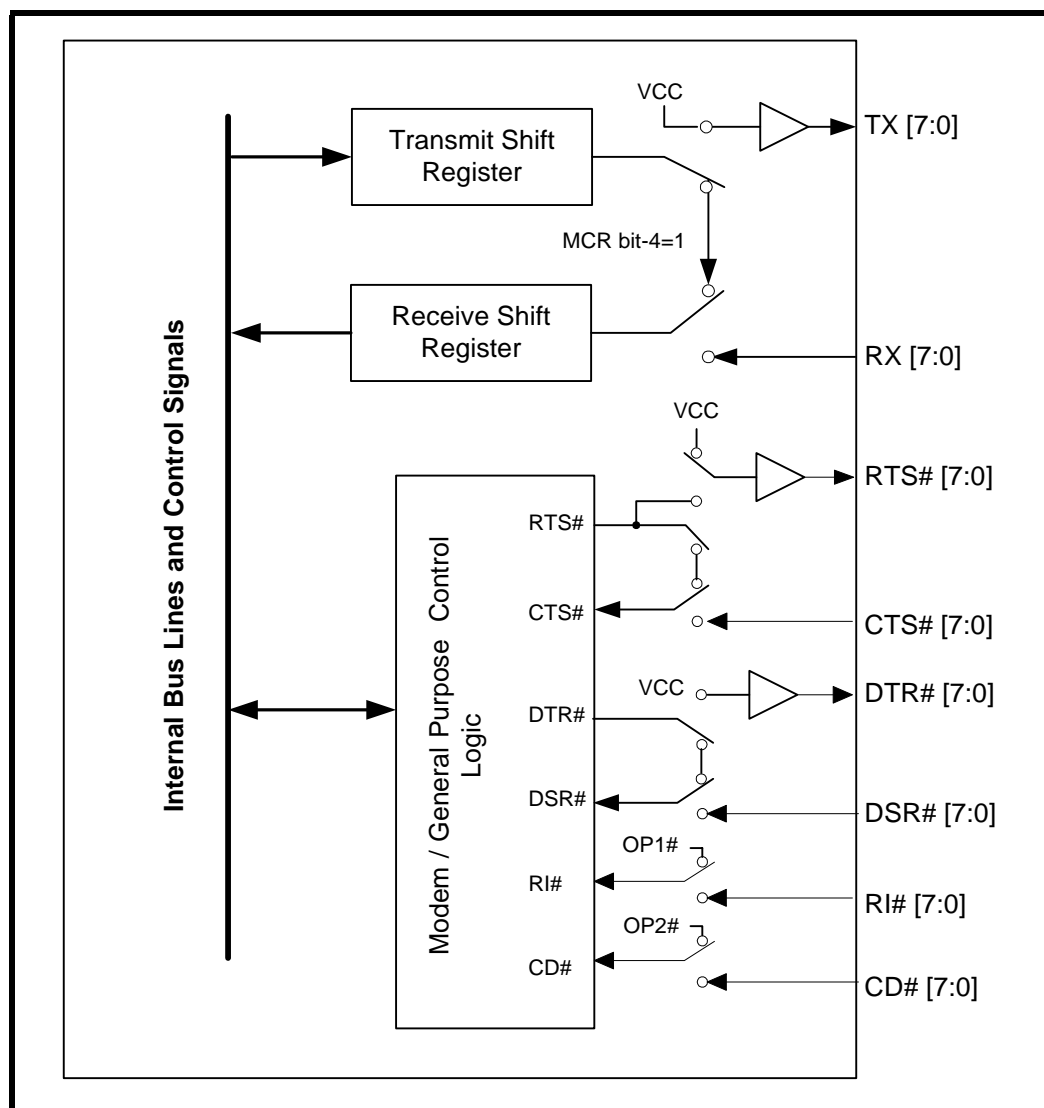 VCC
TX [7:0]
Transmit Shift
Register
MCR bit-4=1
Receive Shift
Register
RX [7:0]
Internal Bus Lines and Control Signals
VCC
RTS# [7:0]
RTS#
Modem / General Purpose Control
Logic
CTS#
CTS# [7:0]
VCC
DTR# [7:0]
DTR#
DSR#
DSR# [7:0]
OP1#
RI#
RI# [7:0]
OP2#
CD#
CD# [7:0]